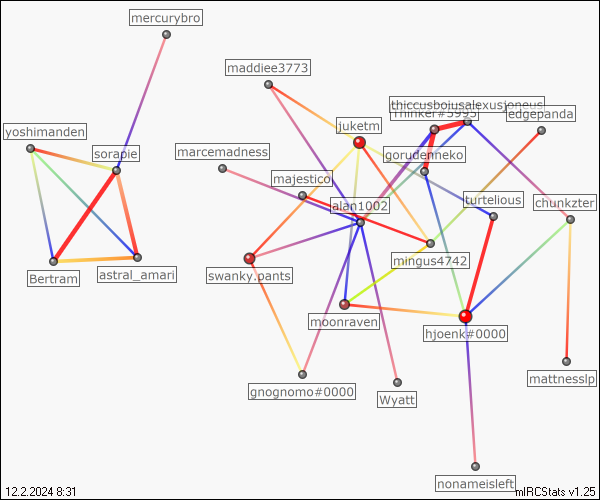 mercurybro
maddiee3773
thiccusboiusalexusjoneus
Thinker#5995
edgepanda
juketm
yoshimanden
sorapie
marcemadness
gorudenneko
majestico
alan1002
turtelious
chunkzter
mingus4742
Bertram
astral_amari
swanky.pants
moonraven
hjoenk#0000
gnognomo#0000
Wyatt
mattnesslp
nonameisleft
12.2.2024 8:31
mIRCStats v1.25